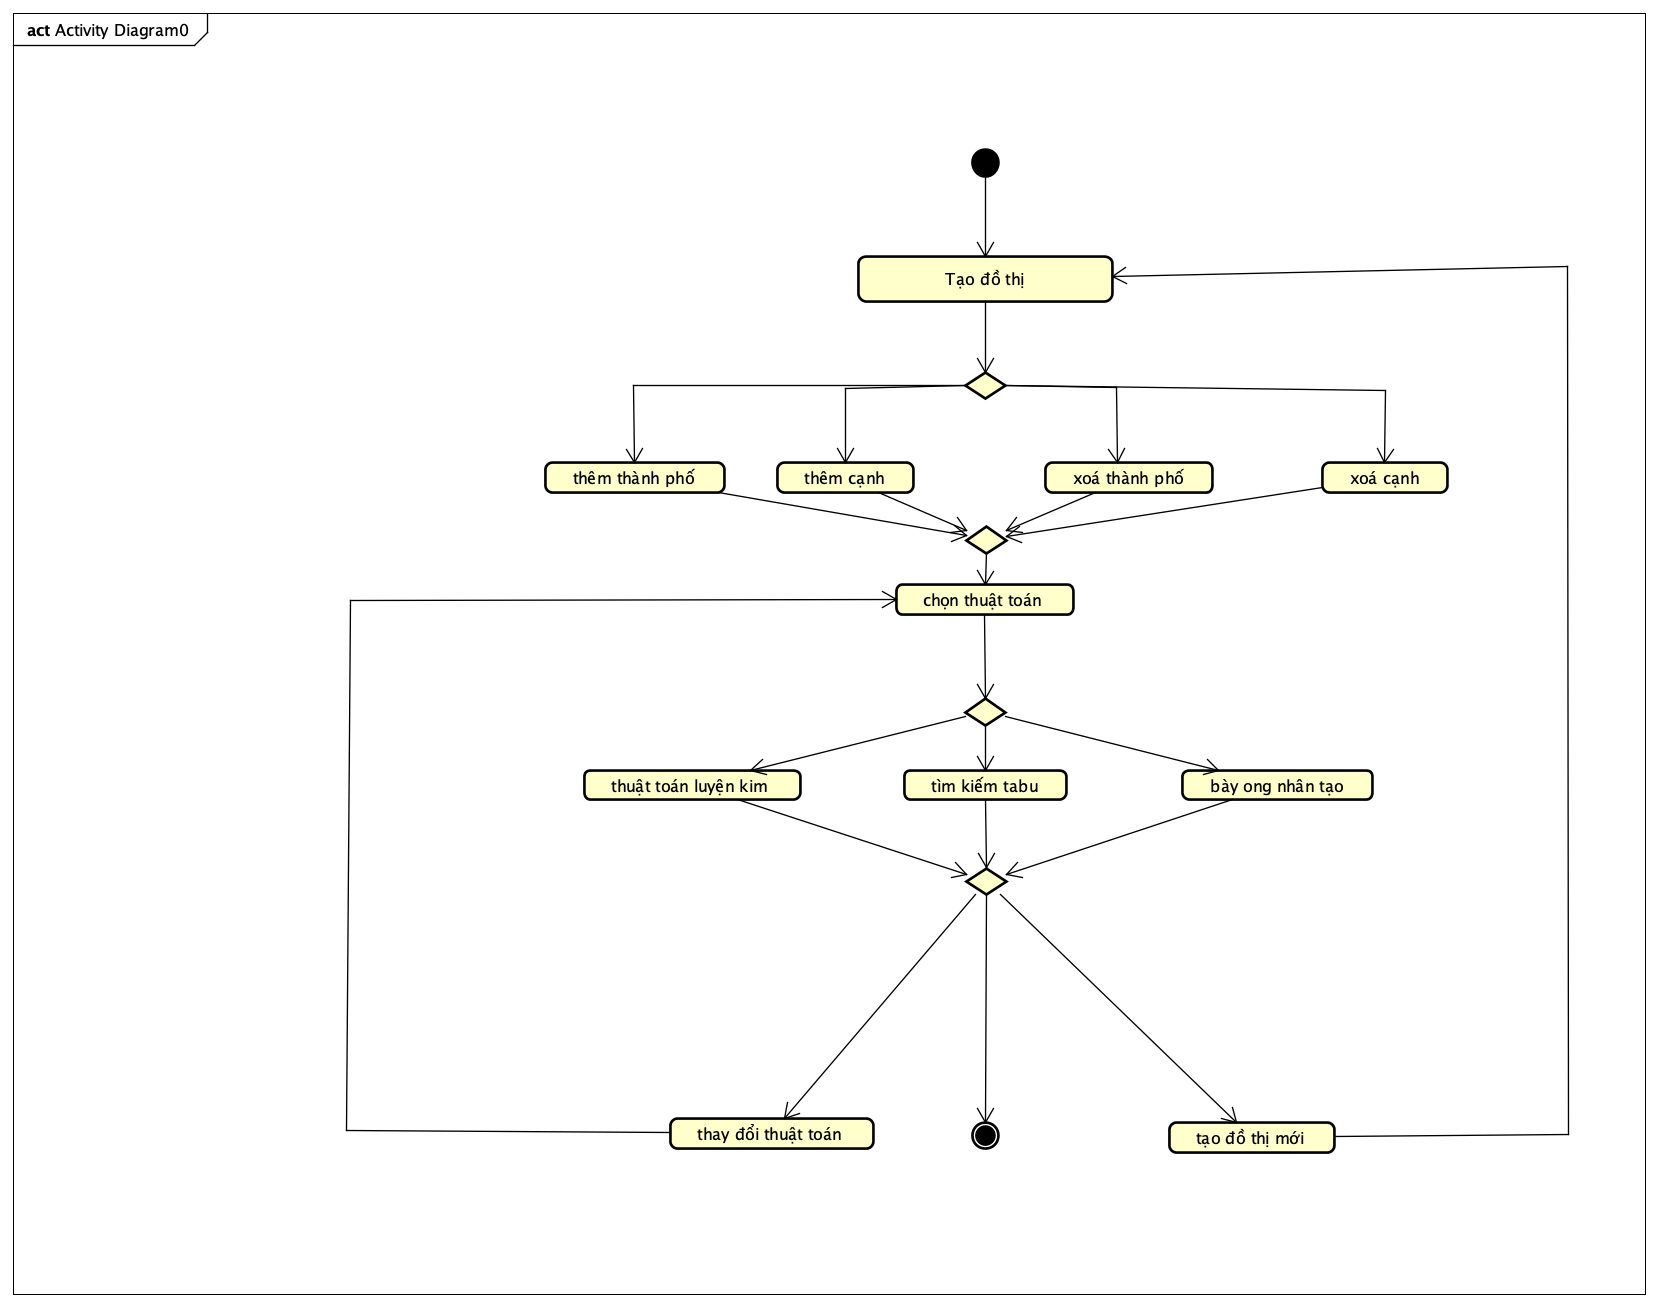 act Activity Diagram0
Tạo đồ thị
thêm thành phố
thêm cạnh
xoá thành phố
xoá cạnh
chọn thuật toán
thuật toán luyện kim
tìm kiếm tabu
bày ong nhân tạo
thay đổi thuật toán
tạo đồ thị mới